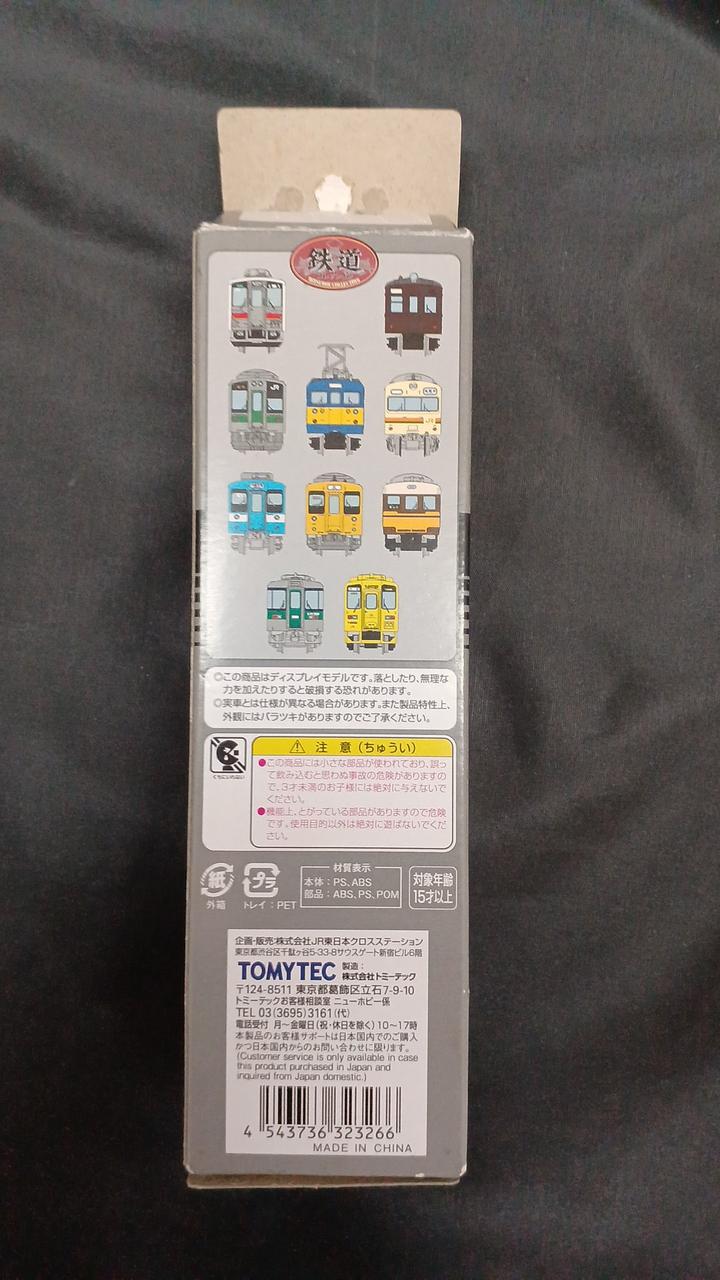 鉄道
◎この商品はディスプレイモデルです。落としたり、無理な
力を加えたりすると破損する恐れがあります。
◎実車とは仕様が異なる場合があります。また製品特性上、
外観にはバラツキがありますのでご了承ください。
くちにいれない
注 意(ちゅうい)
●この商品には小さな部品が使われており、誤っ
て飲み込むと思わぬ事故の危険がありますの
で、3才未満のお子様には絶対に与えないで
ください。
●機能上、とがっている部品がありますので危険
です。使用目的以外は絶対に遊ばないでくだ
さい。
紙
外箱
プラ
トレイ:PET
材質表示
本体:PS、ABS
部品:ABS、PS、POM
対象年齢
15才以上
企画・販売:株式会社JR東日本クロスステーション
東京都渋谷区千駄ヶ谷5-33-8サウスゲート新宿ビル6階
TOMYTEC 製造:株式会社トミーテック
〒124-8511 東京都葛飾区立石7-9-10
トミーテックお客様相談室 ニューホビー係
TEL 03(3695)3161(代)
電話受付 月〜金曜日(祝・休日を除く)10〜17時
本製品のお客様サポートは日本国内でのご購入
かつ日本国内からのお問い合わせに限ります。
(Customer service is only available in case
this product purchased in Japan and
inquired from Japan domestic.)
4 543736 323266
MADE IN CHINA